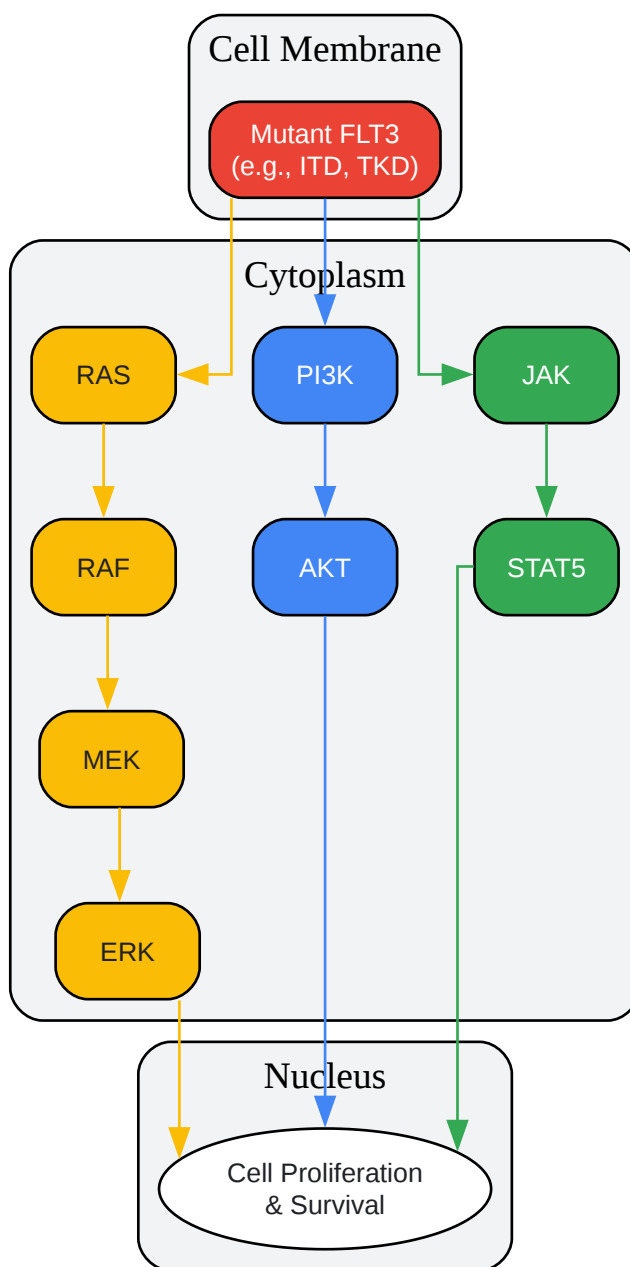 Cell Membrane
Mutant FLT3
(e.g., ITD, TKD)
Cytoplasm
RAS
PI3K
JAK
RAF
AKT
STAT5
MEK
ERK
Nucleus
Cell Proliferation
& Survival